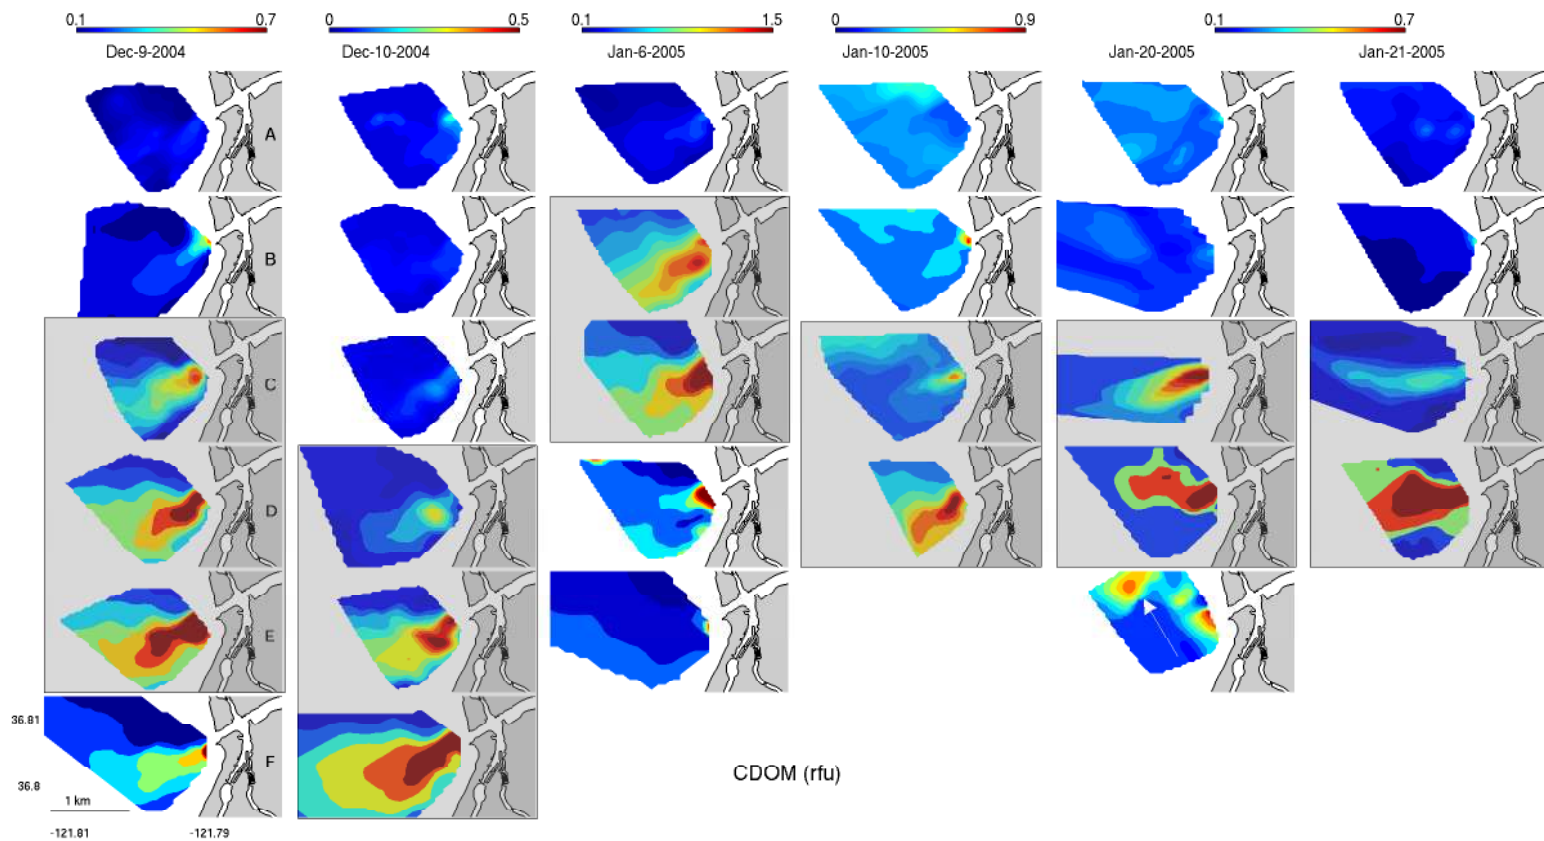 0.1 0.7 0 0.5 0.1 1.5 0 0.9 0.1 0.7
Dec-9-2004 Dec-10-2004 Jan-6-2005 Jan-10-2005 Jan-20-2005 Jan-21-2005
A
B
C
D
E
36.81
F
CDOM (rfu)
36.8
1 km
-121.81 -121.79